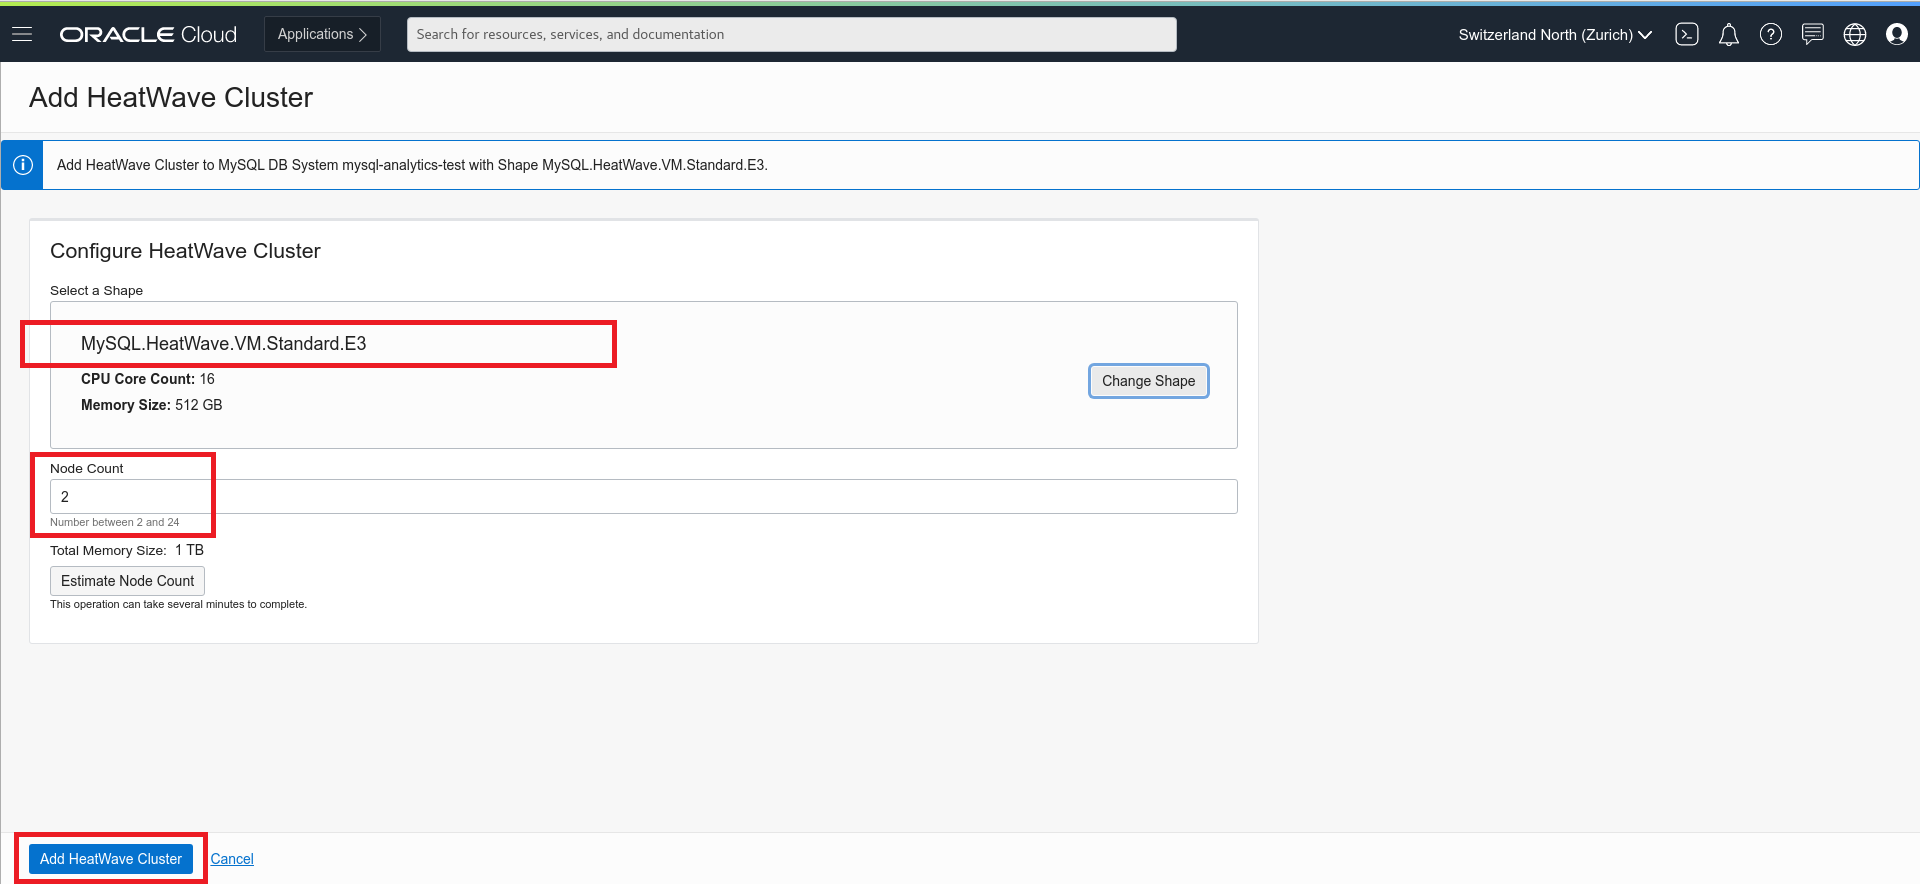 ORACLE Cloud
Applications
Search for resources, services, and documentation
Switzerland North (Zurich)
Add HeatWave Cluster
Add HeatWave Cluster to MySQL DB System mysql-analytics-test with Shape MySQL.HeatWave.VM.Standard.E3.
Configure HeatWave Cluster
Select a Shape
MySQL.HeatWave.VM.Standard.E3
CPU Core Count: 16
Memory Size: 512 GB
Change Shape
Node Count
2
Number between 2 and 24
Total Memory Size: 1 TB
Estimate Node Count
This operation can take several minutes to complete.
Add HeatWave Cluster
Cancel